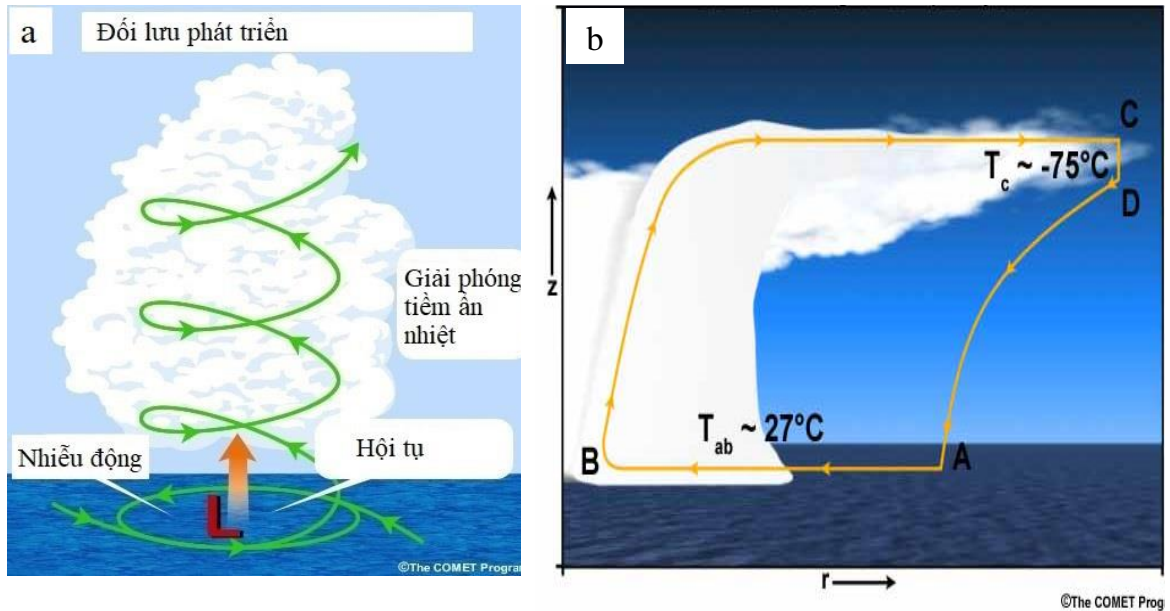 a
Đối lưu phát triển
Giải phóng
tiềm ẩn
nhiệt
Nhiễu động
Hội tụ
L
©The COMET Program
b
C
T_c ~ -75°C
D
z
T_ab ~ 27°C
B
A
r
©The COMET Prog